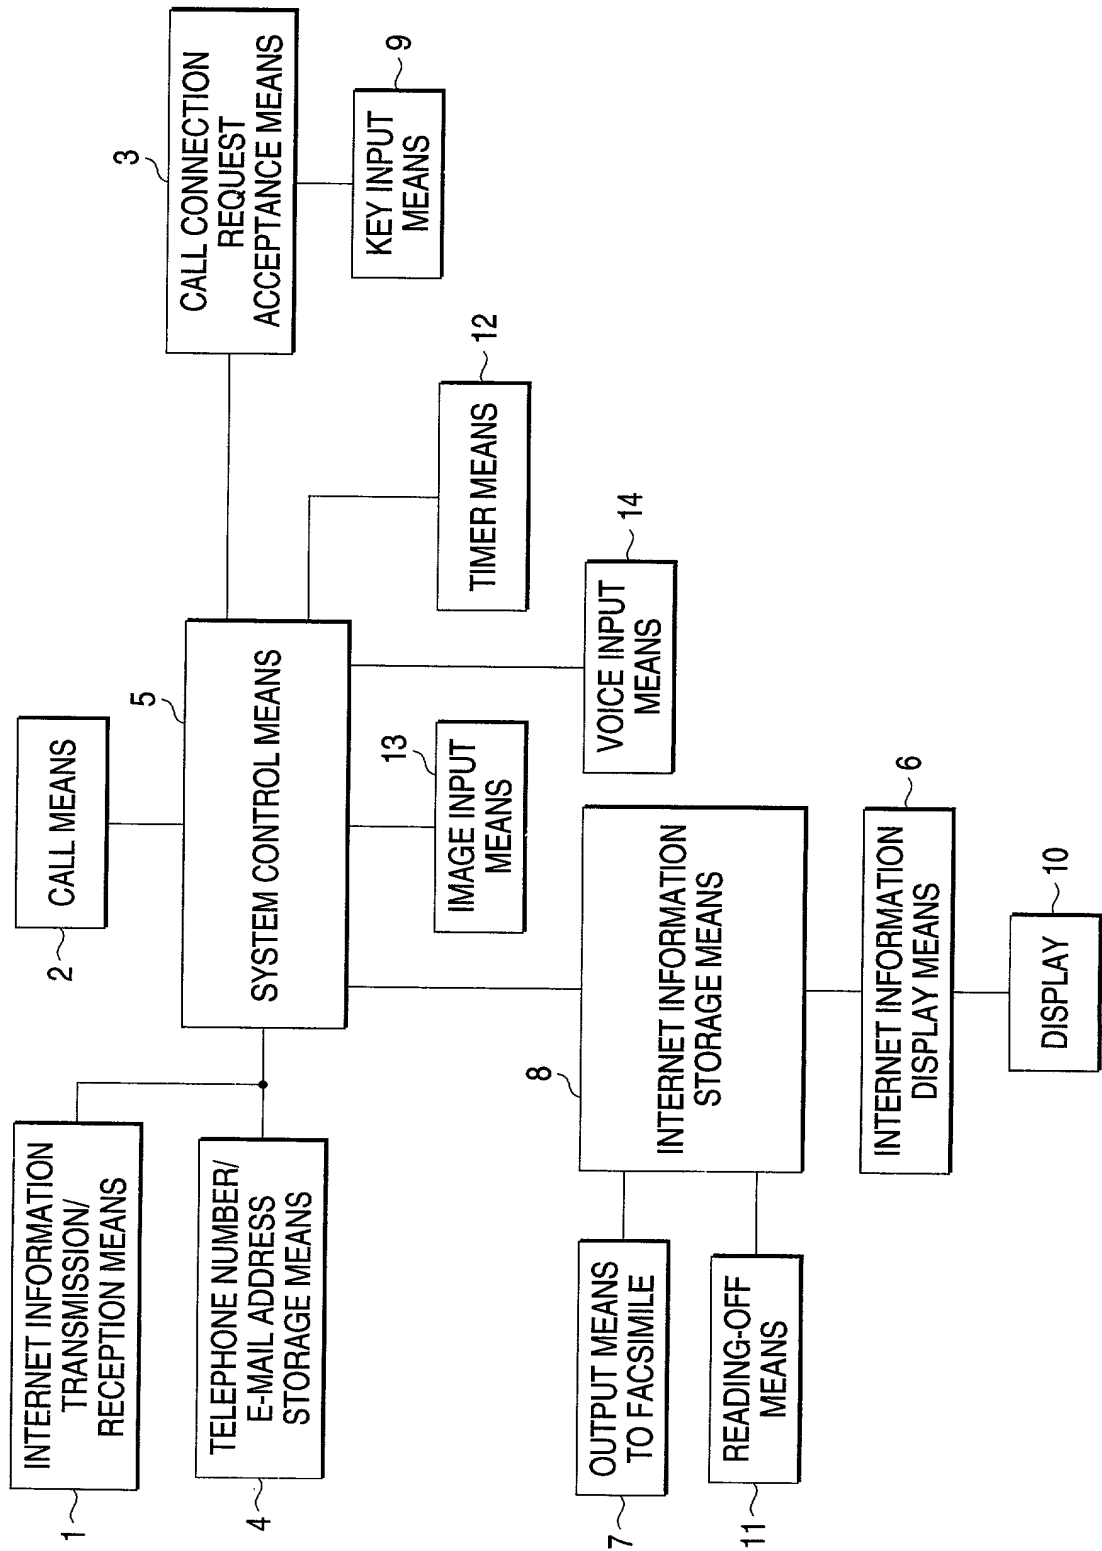 1
INTERNET INFORMATION
TRANSMISSION/
RECEPTION MEANS
2
CALL MEANS
3
CALL CONNECTION
REQUEST
ACCEPTANCE MEANS
4
TELEPHONE NUMBER/
E-MAIL ADDRESS
STORAGE MEANS
5
SYSTEM CONTROL MEANS
9
KEY INPUT
MEANS
12
TIMER MEANS
13
IMAGE INPUT
MEANS
14
VOICE INPUT
MEANS
8
INTERNET INFORMATION
STORAGE MEANS
7
OUTPUT MEANS
TO FACSIMILE
11
READING-OFF
MEANS
6
INTERNET INFORMATION
DISPLAY MEANS
10
DISPLAY